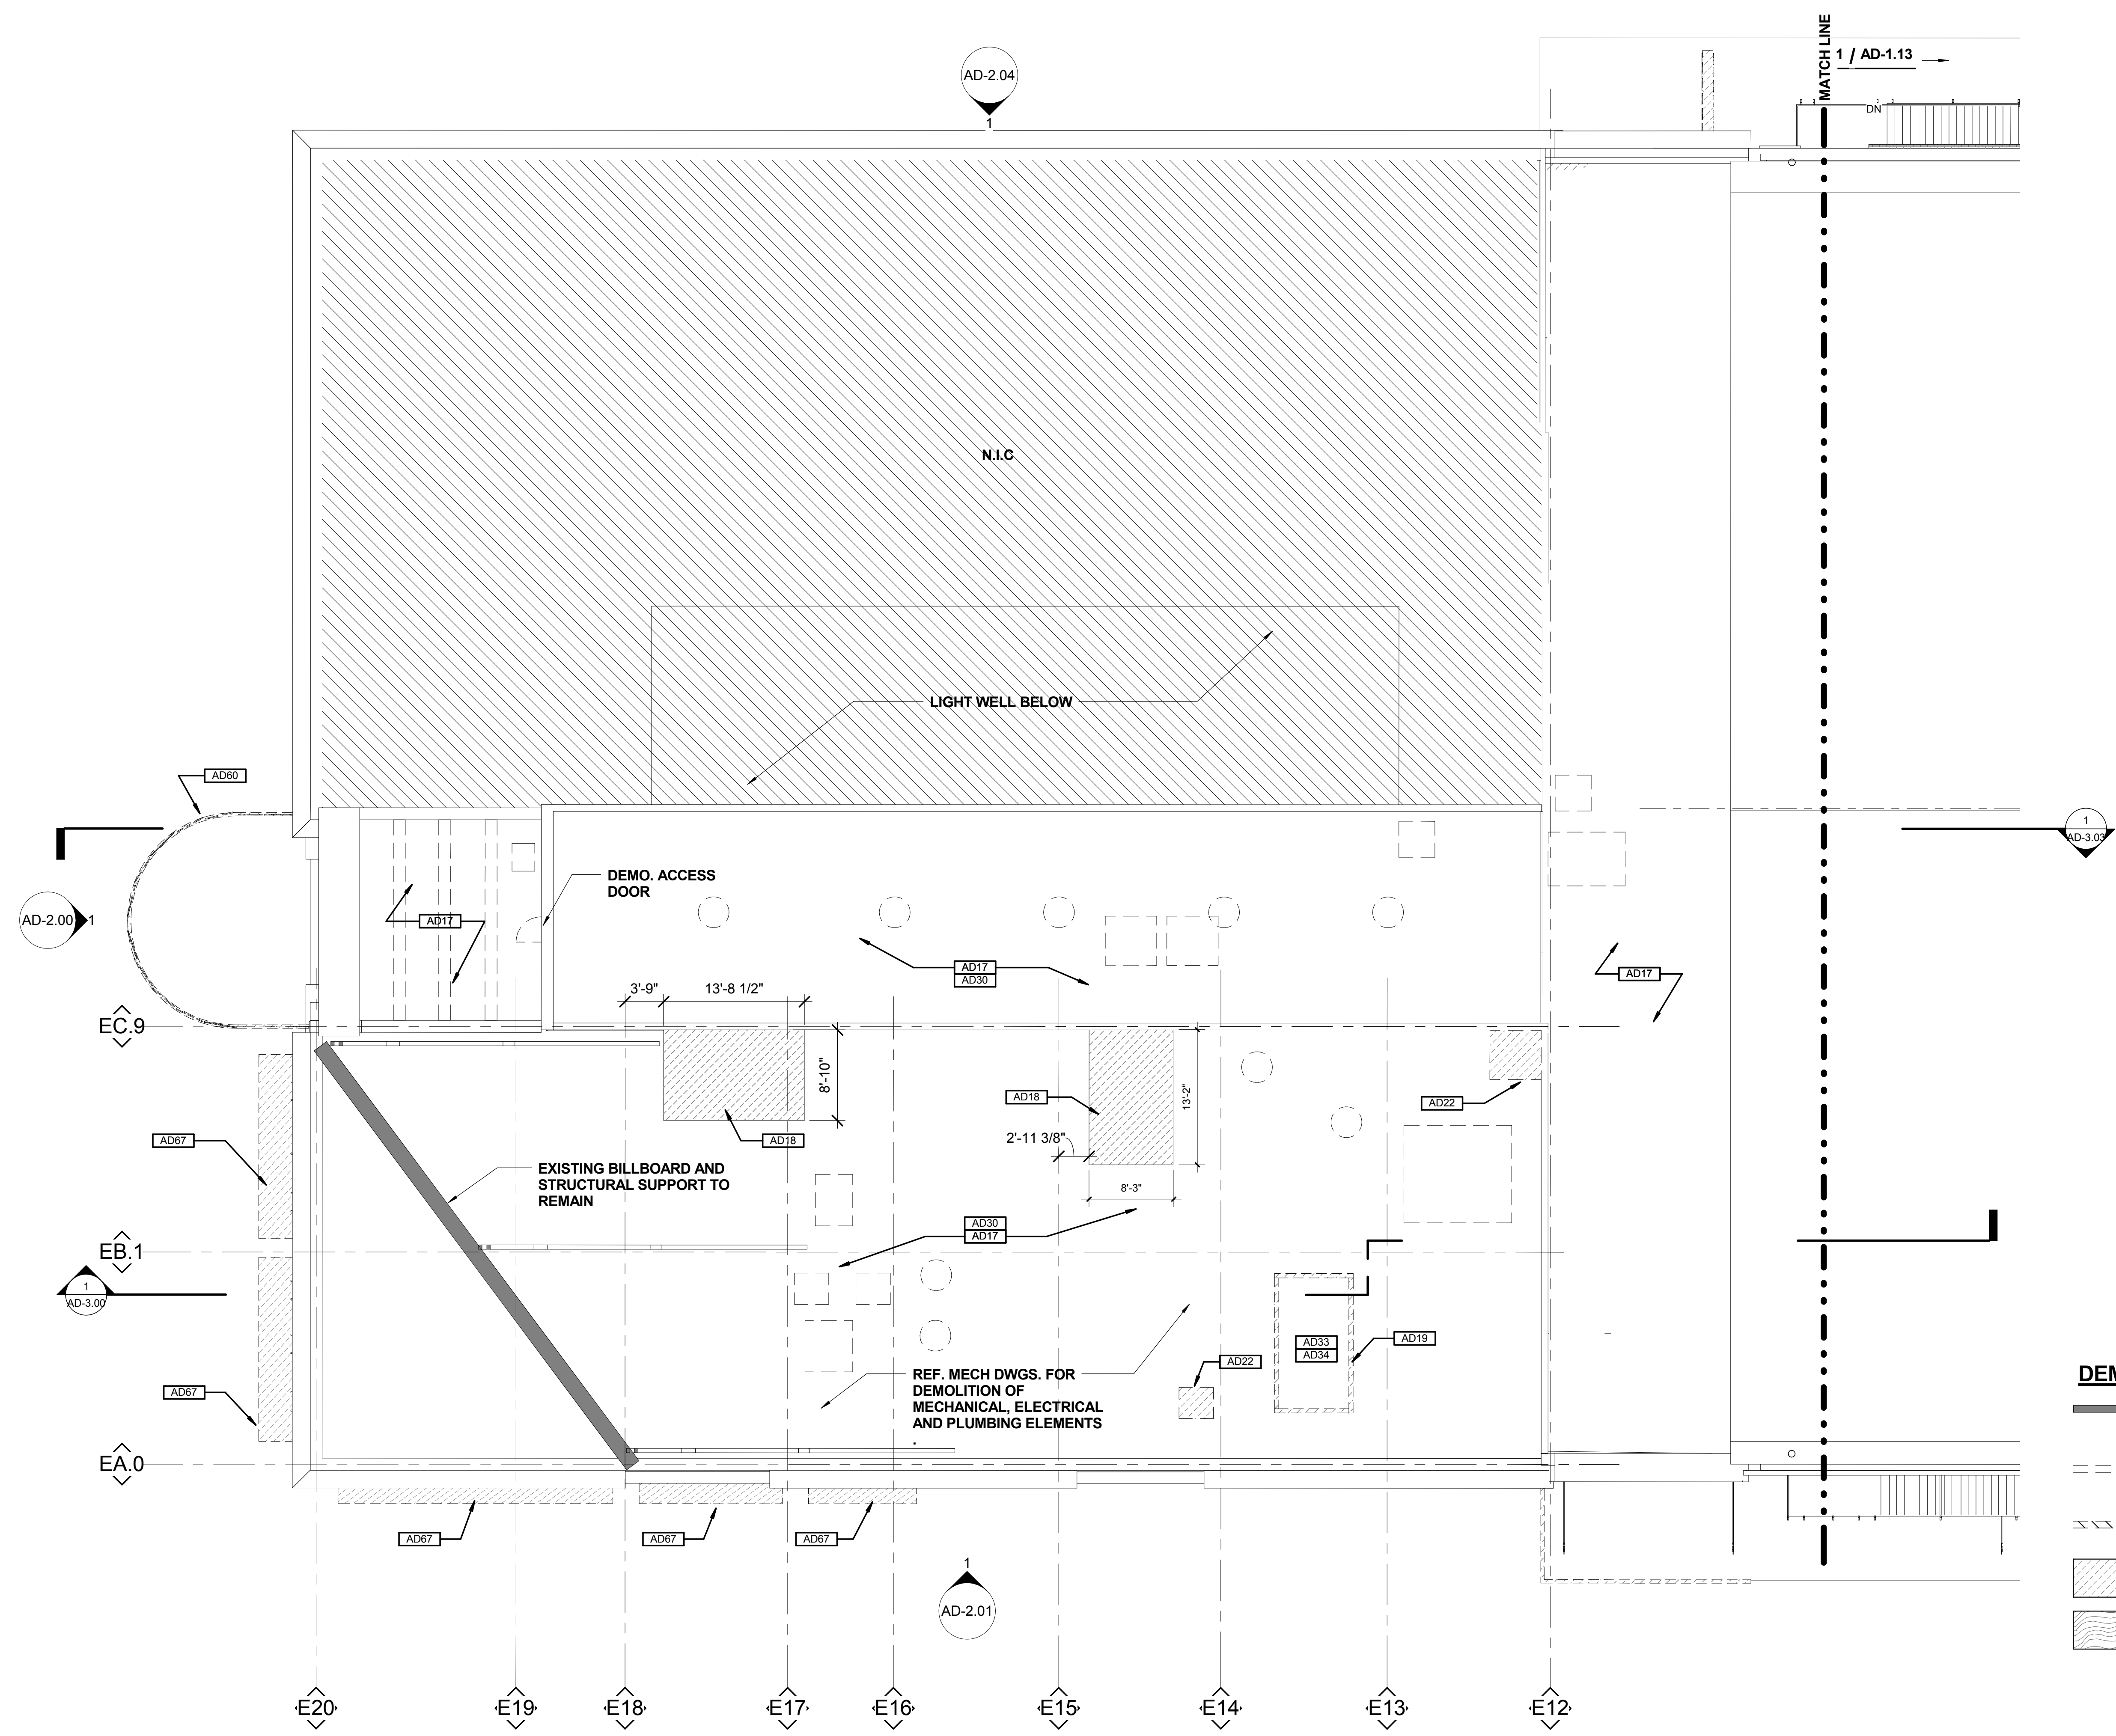 MATCH LINE
1 / AD-1.13
AD-2.04
1
DN
N.I.C
LIGHT WELL BELOW
AD60
1
AD-3.03
DEMO. ACCESS
DOOR
AD-2.00
1
AD17
AD17
AD30
AD17
3'-9"
13'-8 1/2"
EC.9
8'-10"
AD18
13'-2"
AD22
AD67
AD18
2'-11 3/8"
EXISTING BILLBOARD AND
STRUCTURAL SUPPORT TO
REMAIN
8'-3"
AD30
AD17
EB.1
1
AD-3.00
AD33
AD34
AD19
AD22
REF. MECH DWGS. FOR
DEMOLITION OF
MECHANICAL, ELECTRICAL
AND PLUMBING ELEMENTS
DEM
AD67
EA.0
AD67
AD67
AD67
1
AD-2.01
E20
E19
E18
E17
E16
E15
E14
E13
E12